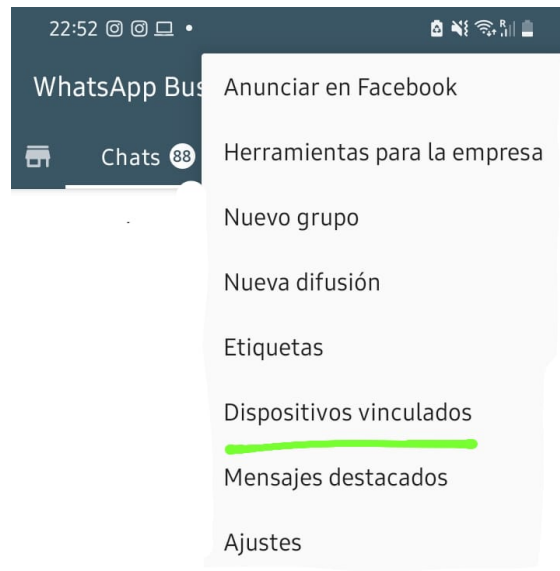 22:52
WhatsApp Bus
Chats 88
Anunciar en Facebook
Herramientas para la empresa
Nuevo grupo
Nueva difusión
Etiquetas
Dispositivos vinculados
Mensajes destacados
Ajustes